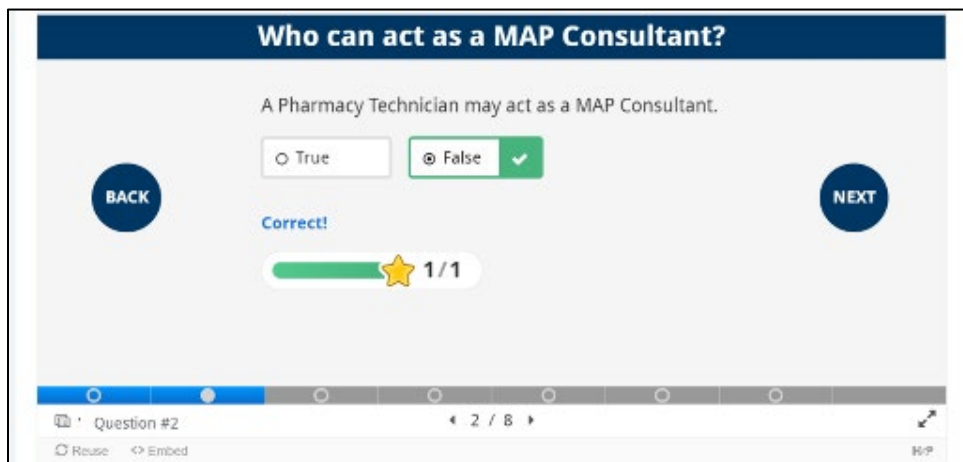 Who can act as a MAP Consultant?
A Pharmacy Technician may act as a MAP Consultant.
True
False
BACK
NEXT
Correct!
1/1
Question #2
2 / 8
Reuse <> Embed
H5P